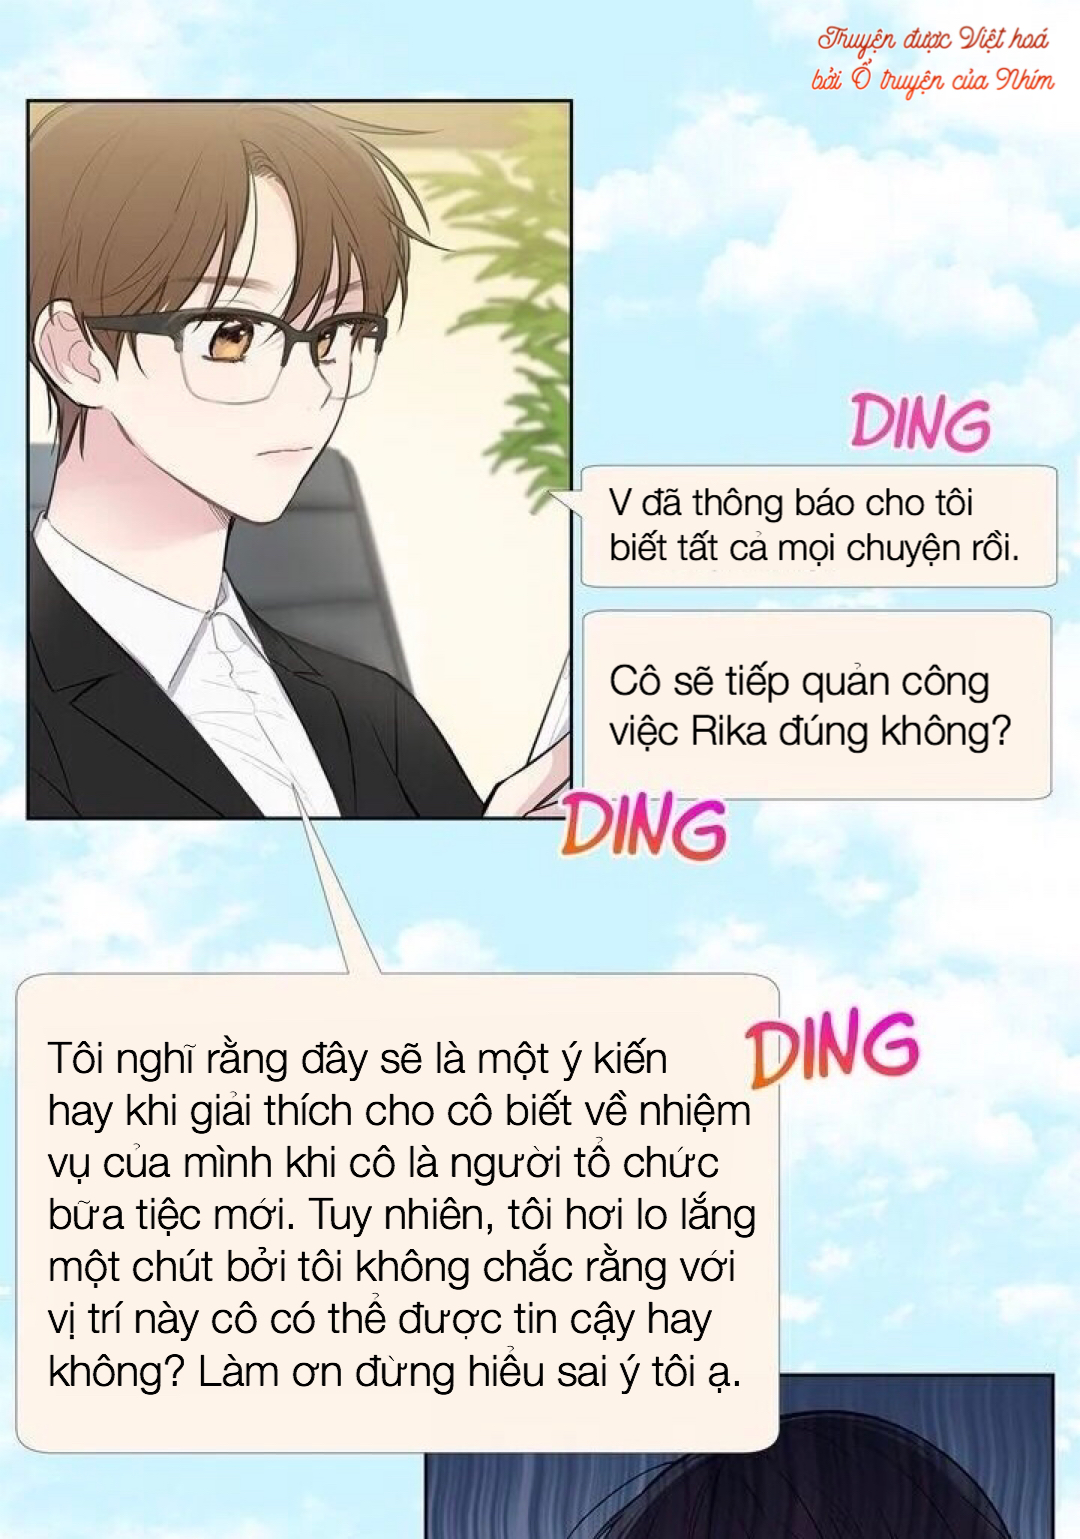 Truyện được Việt hoá
bởi Ổ truyện của Nhím
DING
V đã thông báo cho tôi
biết tất cả mọi chuyện rồi.
Cô sẽ tiếp quản công
việc Rika đúng không?
DING
DING
Tôi nghĩ rằng đây sẽ là một ý kiến
hay khi giải thích cho cô biết về nhiệm
vụ của mình khi cô là người tổ chức
bữa tiệc mới. Tuy nhiên, tôi hơi lo lắng
một chút bởi tôi không chắc rằng với
vị trí này cô có thể được tin cậy hay
không? Làm ơn đừng hiểu sai ý tôi ạ.